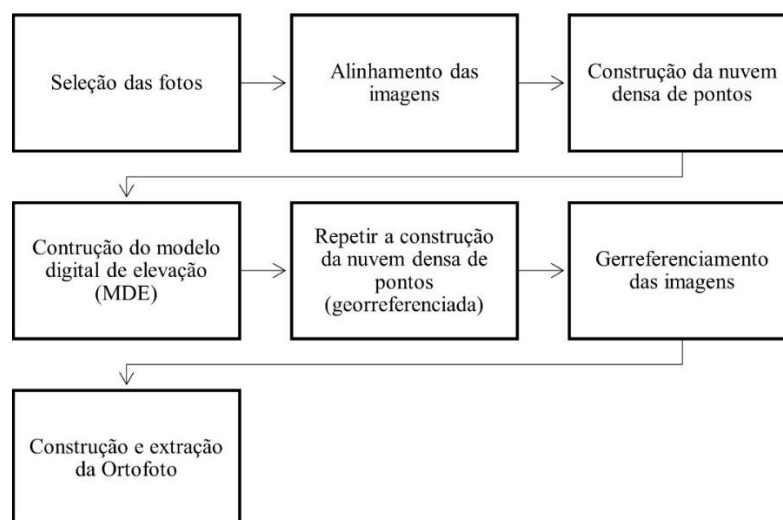 Seleção das fotos
Alinhamento das
imagens
Construção da nuvem
densa de pontos
Contrução do modelo
digital de elevação
(MDE)
Repetir a construção
da nuvem densa de
pontos
(georreferenciada)
Gerreferenciamento
das imagens
Construção e extração
da Ortofoto